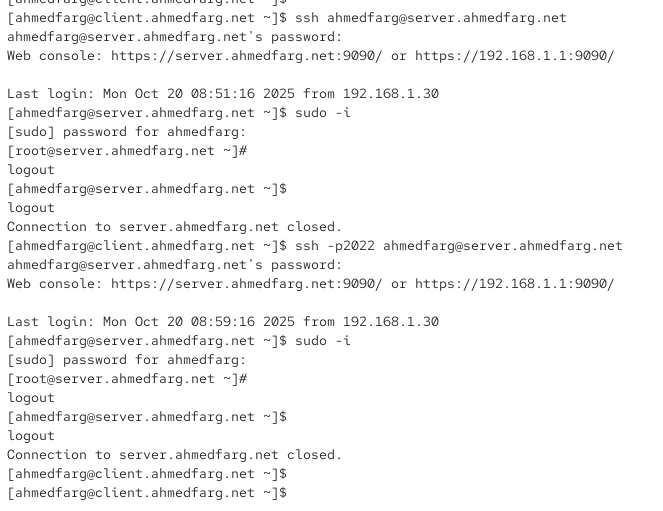 [ahmedfarg@client.ahmedfarg.net ~]$
[ahmedfarg@client.ahmedfarg.net ~]$ ssh ahmedfarg@server.ahmedfarg.net
ahmedfarg@server.ahmedfarg.net's password:
Web console: https://server.ahmedfarg.net:9090/ or https://192.168.1.1:9090/

Last login: Mon Oct 20 08:51:16 2025 from 192.168.1.30
[ahmedfarg@server.ahmedfarg.net ~]$ sudo -i
[sudo] password for ahmedfarg:
[root@server.ahmedfarg.net ~]#
logout
[ahmedfarg@server.ahmedfarg.net ~]$
logout
Connection to server.ahmedfarg.net closed.
[ahmedfarg@client.ahmedfarg.net ~]$ ssh -p2022 ahmedfarg@server.ahmedfarg.net
ahmedfarg@server.ahmedfarg.net's password:
Web console: https://server.ahmedfarg.net:9090/ or https://192.168.1.1:9090/

Last login: Mon Oct 20 08:59:16 2025 from 192.168.1.30
[ahmedfarg@server.ahmedfarg.net ~]$ sudo -i
[sudo] password for ahmedfarg:
[root@server.ahmedfarg.net ~]#
logout
[ahmedfarg@server.ahmedfarg.net ~]$
logout
Connection to server.ahmedfarg.net closed.
[ahmedfarg@client.ahmedfarg.net ~]$
[ahmedfarg@client.ahmedfarg.net ~]$